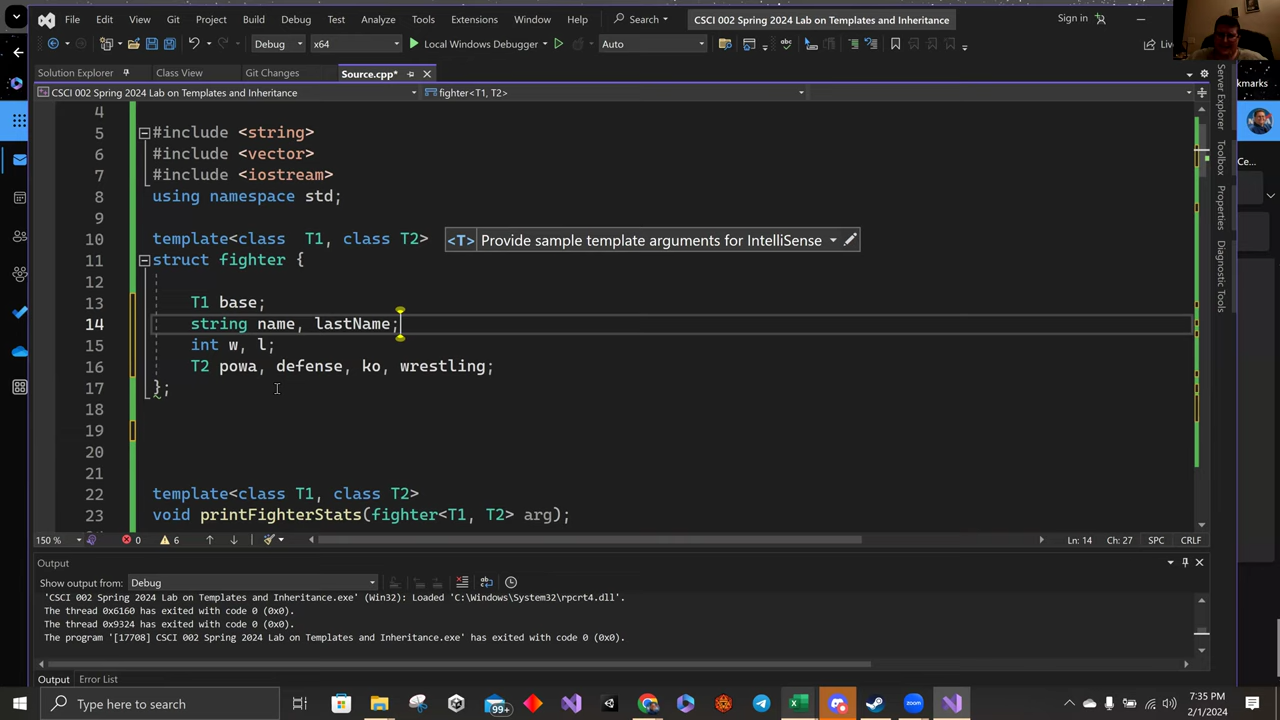 File Edit View Git Project Build Debug Test Analyze Tools Extensions Window Help Search CSCI 002 Spring 2024 Lab on Templates and Inheritance Sign in
Debug x64 Local Windows Debugger Auto Live
Solution Explorer Class View Git Changes Source.cpp*
CSCI 002 Spring 2024 Lab on Templates and Inheritance fighter<T1, T2>
4
5 #include <string>
6 #include <vector>
7 #include <iostream>
8 using namespace std;
9
10 template<class  T1, class T2> <T> Provide sample template arguments for IntelliSense
11 struct fighter {
12
13 T1 base;
14 string name, lastName;
15 int w, l;
16 T2 powa, defense, ko, wrestling;
17 };
18
19
20
21
22 template<class T1, class T2>
23 void printFighterStats(fighter<T1, T2> arg);
150 % 0 6 Ln: 14 Ch: 27 SPC CRLF
Output
Show output from: Debug
'CSCI 002 Spring 2024 Lab on Templates and Inheritance.exe' (Win32): Loaded 'C:\Windows\System32\rpcrt4.dll'.
The thread 0x6160 has exited with code 0 (0x0).
The thread 0x9324 has exited with code 0 (0x0).
The program '[17708] CSCI 002 Spring 2024 Lab on Templates and Inheritance.exe' has exited with code 0 (0x0).
Output Error List
Server Explorer
Toolbox
Properties
Diagnostic Tools
kmarks
Ce...
Type here to search
99+
7:35 PM
2/1/2024